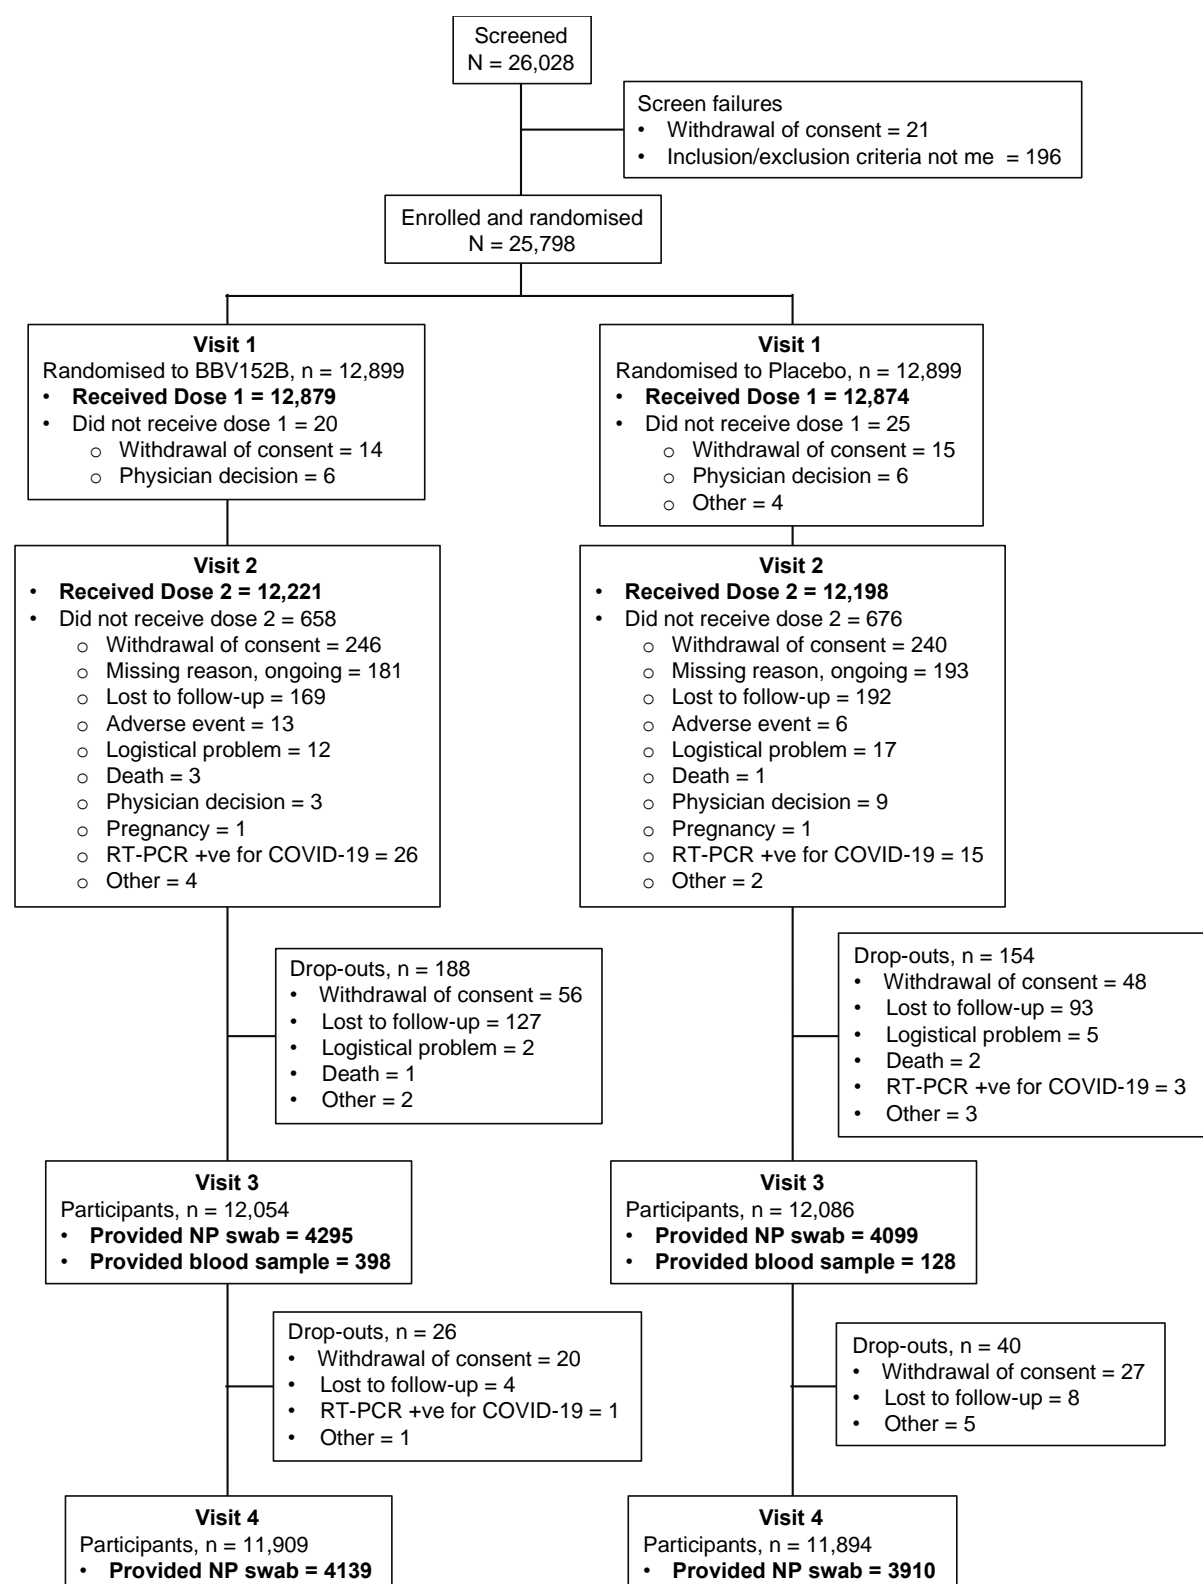 Screened
N = 26,028
Screen failures
• Withdrawal of consent = 21
• Inclusion/exclusion criteria not me = 196
Enrolled and randomised
N = 25,798
Visit 1
Randomised to BBV152B, n = 12,899
• Received Dose 1 = 12,879
• Did not receive dose 1 = 20
o Withdrawal of consent = 14
o Physician decision = 6
Visit 1
Randomised to Placebo, n = 12,899
• Received Dose 1 = 12,874
• Did not receive dose 1 = 25
o Withdrawal of consent = 15
o Physician decision = 6
o Other = 4
Visit 2
• Received Dose 2 = 12,221
• Did not receive dose 2 = 658
o Withdrawal of consent = 246
o Missing reason, ongoing = 181
o Lost to follow-up = 169
o Adverse event = 13
o Logistical problem = 12
o Death = 3
o Physician decision = 3
o Pregnancy = 1
o RT-PCR +ve for COVID-19 = 26
o Other = 4
Visit 2
• Received Dose 2 = 12,198
• Did not receive dose 2 = 676
o Withdrawal of consent = 240
o Missing reason, ongoing = 193
o Lost to follow-up = 192
o Adverse event = 6
o Logistical problem = 17
o Death = 1
o Physician decision = 9
o Pregnancy = 1
o RT-PCR +ve for COVID-19 = 15
o Other = 2
Drop-outs, n = 188
• Withdrawal of consent = 56
• Lost to follow-up = 127
• Logistical problem = 2
• Death = 1
• Other = 2
Drop-outs, n = 154
• Withdrawal of consent = 48
• Lost to follow-up = 93
• Logistical problem = 5
• Death = 2
• RT-PCR +ve for COVID-19 = 3
• Other = 3
Visit 3
Participants, n = 12,054
• Provided NP swab = 4295
• Provided blood sample = 398
Visit 3
Participants, n = 12,086
• Provided NP swab = 4099
• Provided blood sample = 128
Drop-outs, n = 26
• Withdrawal of consent = 20
• Lost to follow-up = 4
• RT-PCR +ve for COVID-19 = 1
• Other = 1
Drop-outs, n = 40
• Withdrawal of consent = 27
• Lost to follow-up = 8
• Other = 5
Visit 4
Participants, n = 11,909
• Provided NP swab = 4139
Visit 4
Participants, n = 11,894
• Provided NP swab = 3910